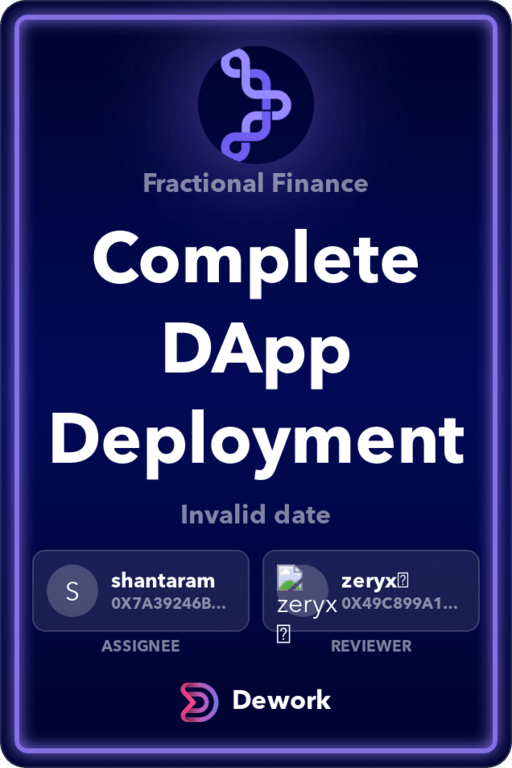 Fractional Finance
Complete
DApp
Deployment
Invalid date
S
shantaram
0X7A39246B...
zeryx
zeryx
0X49C899A1...
ASSIGNEE
REVIEWER
Dework